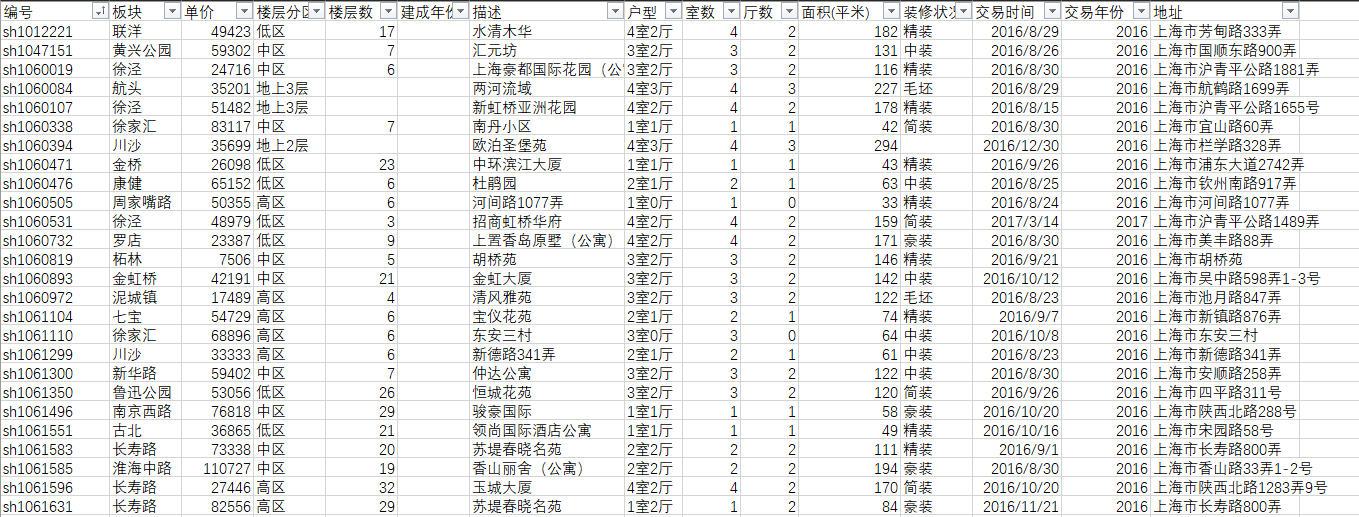 编号 板块 单价 楼层分区 楼层数 建成年份 描述 户型 室数 厅数 面积(平米) 装修状况 交易时间 交易年份 地址
sh1012221 联洋 49423 低区 17 水清木华 4室2厅 4 2 182 精装 2016/8/29 2016 上海市芳甸路333弄
sh1047151 黄兴公园 59302 中区 7 汇元坊 3室2厅 3 2 131 中装 2016/8/26 2016 上海市国顺东路900弄
sh1060019 徐泾 24716 中区 6 上海豪都国际花园（公 3室2厅 3 2 116 精装 2016/8/30 2016 上海市沪青平公路1881弄
sh1060084 航头 35201 地上3层 两河流域 4室3厅 4 3 227 毛坯 2016/8/29 2016 上海市航鹤路1699弄
sh1060107 徐泾 51482 地上3层 新虹桥亚洲花园 4室2厅 4 2 178 精装 2016/8/15 2016 上海市沪青平公路1655号
sh1060338 徐家汇 83117 中区 7 南丹小区 1室1厅 1 1 42 简装 2016/8/30 2016 上海市宜山路60弄
sh1060394 川沙 35699 地上2层 欧泊圣堡苑 4室3厅 4 3 294 2016/12/30 2016 上海市栏学路328弄
sh1060471 金桥 26098 低区 23 中环滨江大厦 1室1厅 1 1 43 精装 2016/9/26 2016 上海市浦东大道2742弄
sh1060476 康健 65152 低区 6 杜鹃园 2室1厅 2 1 63 中装 2016/8/25 2016 上海市钦州南路917弄
sh1060505 周家嘴路 50355 高区 6 河间路1077弄 1室0厅 1 0 33 精装 2016/8/24 2016 上海市河间路1077弄
sh1060531 徐泾 48979 低区 3 招商虹桥华府 4室2厅 4 2 159 简装 2017/3/14 2017 上海市沪青平公路1489弄
sh1060732 罗店 23387 低区 9 上置香岛原墅（公寓） 4室2厅 4 2 171 豪装 2016/8/30 2016 上海市美丰路88弄
sh1060819 柘林 7506 中区 5 胡桥苑 3室2厅 3 2 146 精装 2016/9/21 2016 上海市胡桥苑
sh1060893 金虹桥 42191 中区 21 金虹大厦 3室2厅 3 2 142 中装 2016/10/12 2016 上海市吴中路598弄1-3号
sh1060972 泥城镇 17489 高区 4 清风雅苑 3室2厅 3 2 122 毛坯 2016/8/23 2016 上海市池月路847弄
sh1061104 七宝 54729 高区 6 宝仪花苑 2室1厅 2 1 74 精装 2016/9/7 2016 上海市新镇路876弄
sh1061110 徐家汇 68896 高区 6 东安三村 3室0厅 3 0 64 中装 2016/10/8 2016 上海市东安三村
sh1061299 川沙 33333 高区 6 新德路341弄 2室1厅 2 1 61 中装 2016/8/23 2016 上海市新德路341弄
sh1061300 新华路 59402 中区 7 仲达公寓 3室2厅 3 2 122 中装 2016/8/30 2016 上海市安顺路258弄
sh1061350 鲁迅公园 53056 低区 26 恒城花苑 3室2厅 3 2 120 简装 2016/9/26 2016 上海市四平路311号
sh1061496 南京西路 76818 中区 29 骏豪国际 1室1厅 1 1 58 豪装 2016/10/20 2016 上海市陕西北路288号
sh1061551 古北 36865 低区 21 领尚国际酒店公寓 1室1厅 1 1 49 精装 2016/10/16 2016 上海市宋园路58号
sh1061583 长寿路 73338 中区 20 苏堤春晓名苑 2室2厅 2 2 111 精装 2016/9/1 2016 上海市长寿路800弄
sh1061585 淮海中路 110727 中区 19 香山丽舍（公寓） 2室2厅 2 2 194 豪装 2016/8/30 2016 上海市香山路33弄1-2号
sh1061596 长寿路 27446 高区 32 玉城大厦 4室2厅 4 2 170 简装 2016/10/20 2016 上海市陕西北路1283弄9号
sh1061631 长寿路 82556 高区 29 苏堤春晓名苑 1室2厅 1 2 84 豪装 2016/11/21 2016 上海市长寿路800弄